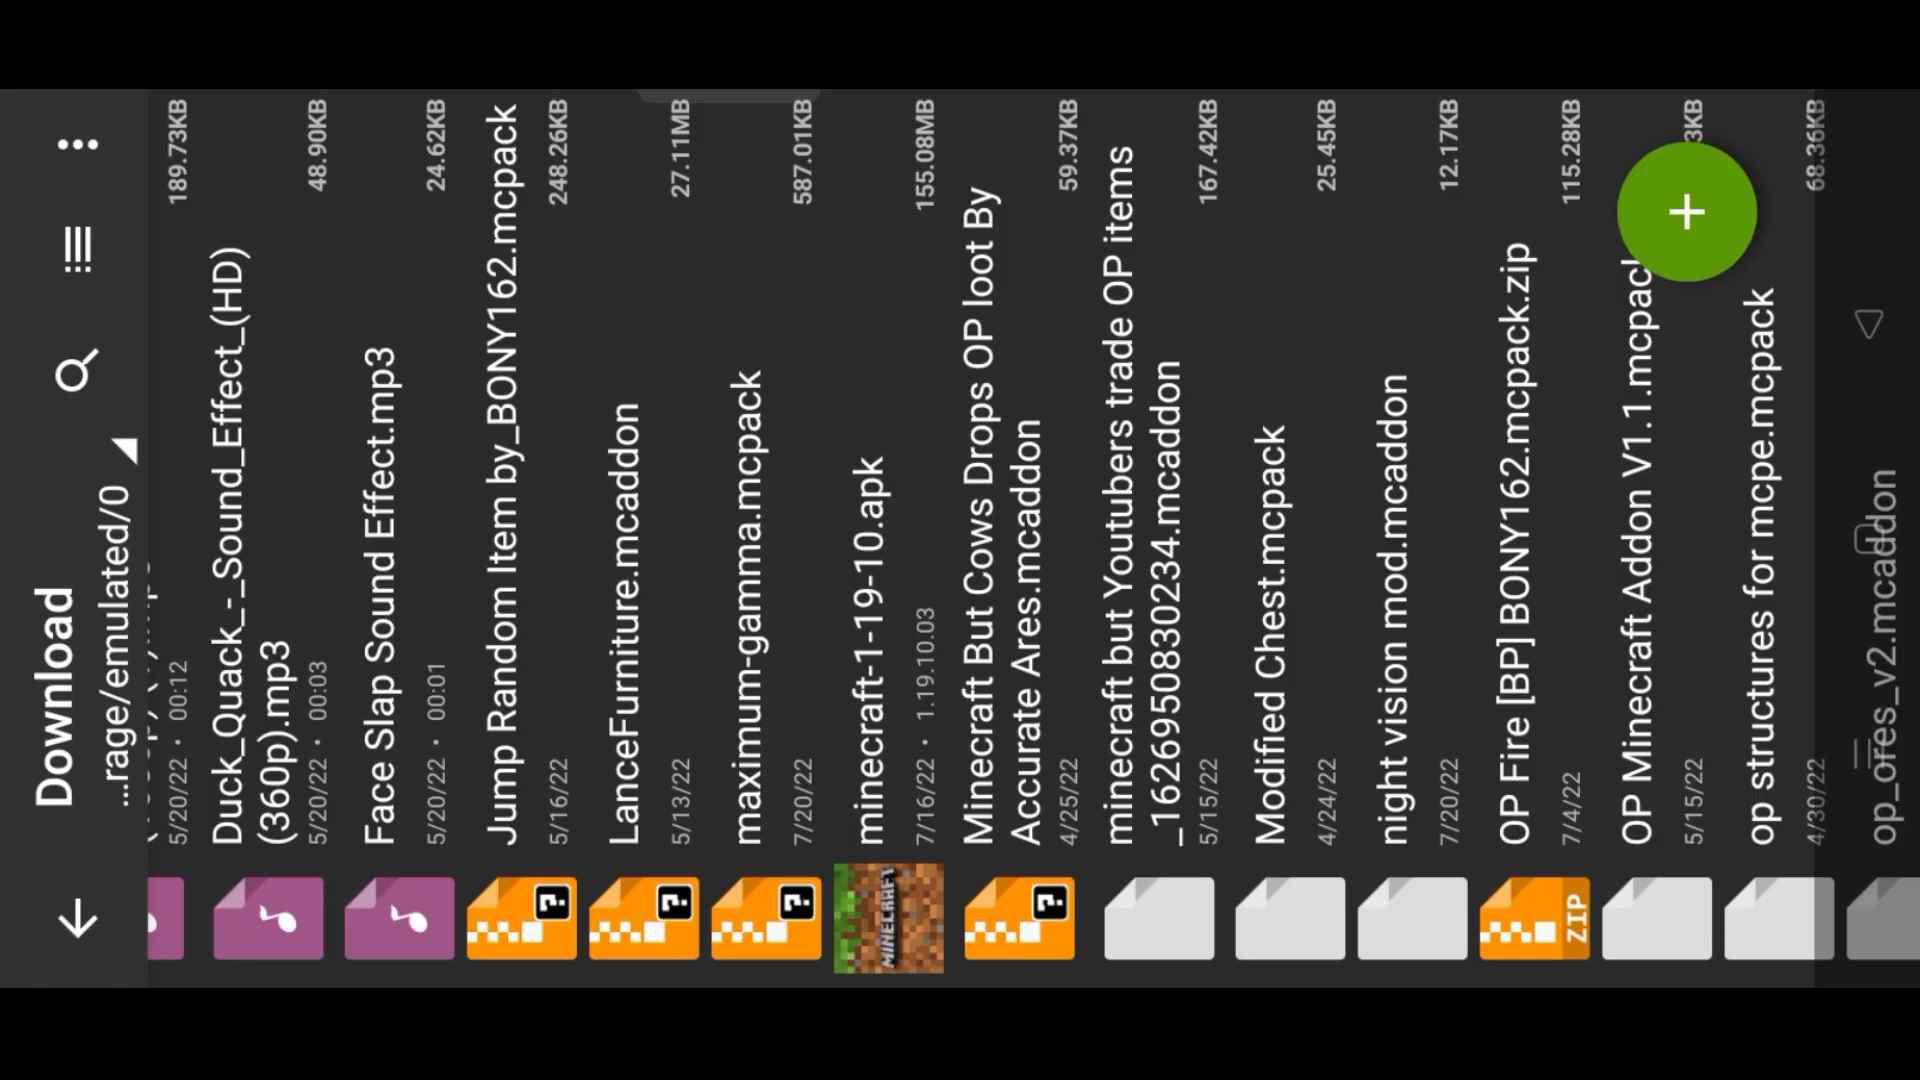 Download
...rage/emulated/0
5/20/22 · 00:12
189.73KB
Duck_Quack_-_Sound_Effect_(HD)
(360p).mp3
5/20/22 · 00:03
48.90KB
Face Slap Sound Effect.mp3
5/20/22 · 00:01
24.62KB
Jump Random Item by_BONY162.mcpack
5/16/22
248.26KB
LanceFurniture.mcaddon
5/13/22
27.11MB
maximum-gamma.mcpack
7/20/22
587.01KB
MINECRAFT
minecraft-1-19-10.apk
7/16/22 · 1.19.10.03
155.08MB
Minecraft But Cows Drops OP loot By
Accurate Ares.mcaddon
4/25/22
59.37KB
minecraft but Youtubers trade OP items
_1626950830234.mcaddon
5/15/22
167.42KB
Modified Chest.mcpack
4/24/22
25.45KB
night vision mod.mcaddon
7/20/22
12.17KB
ZIP
OP Fire [BP] BONY162.mcpack.zip
7/4/22
115.28KB
OP Minecraft Addon V1.1.mcpack
5/15/22
3KB
op structures for mcpe.mcpack
4/30/22
68.36KB
op_ores_v2.mcaddon